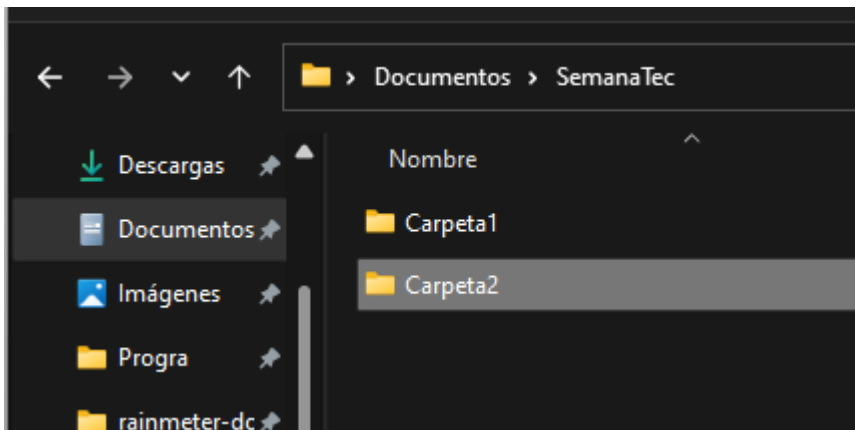 Documentos > SemanaTec
Nombre
Descargas
Documentos
Imágenes
Progra
rainmeter-dc
Carpeta1
Carpeta2